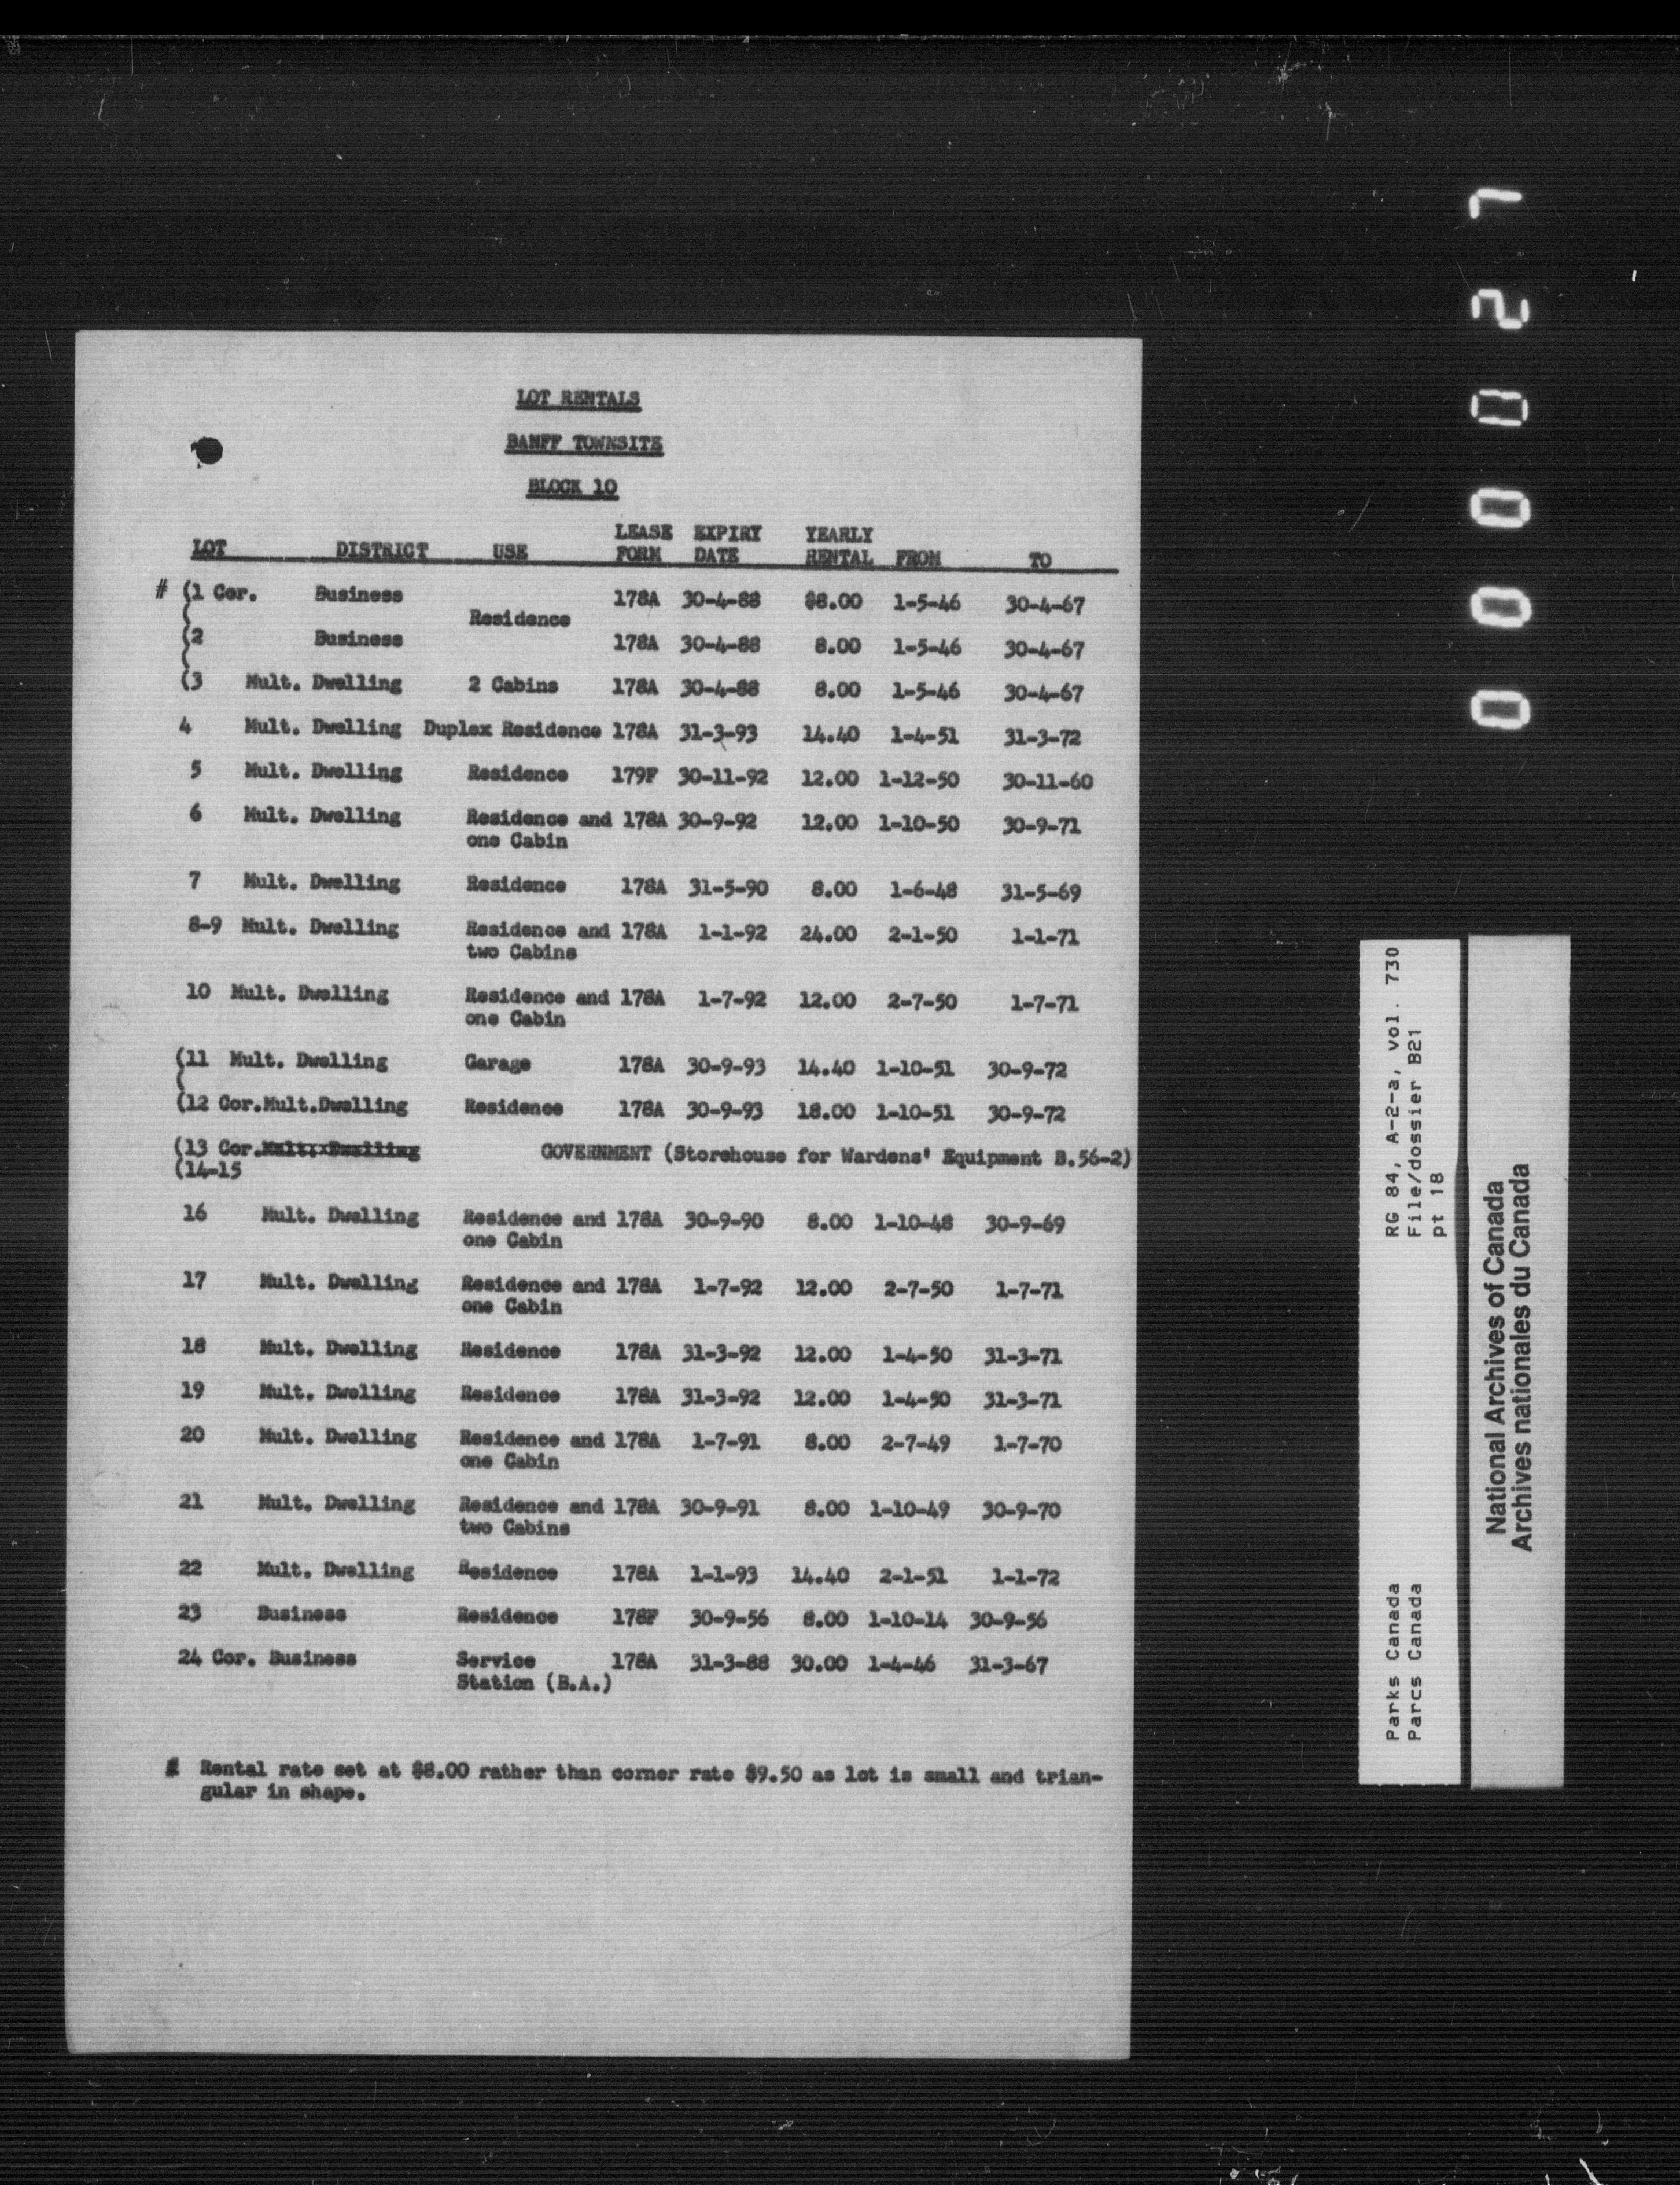 LOT RENTALS
BANFF TOWNSITE
BLOCK 10
LEASE EXPIRY YEARLY
LOT DISTRICT USE FORM DATE RENTAL FROM TO
# (1 Cor. Business 178A 30-4-88 $8.00 1-5-46 30-4-67
( Residence
(2 Business 178A 30-4-88 8.00 1-5-46 30-4-67
(
(3 Mult. Dwelling 2 Cabins 178A 30-4-88 8.00 1-5-46 30-4-67
4 Mult. Dwelling Duplex Residence 178A 31-3-93 14.40 1-4-51 31-3-72
5 Mult. Dwelling Residence 179F 30-11-92 12.00 1-12-50 30-11-60
6 Mult. Dwelling Residence and 178A 30-9-92 12.00 1-10-50 30-9-71
one Cabin
7 Mult. Dwelling Residence 178A 31-5-90 8.00 1-6-48 31-5-69
8-9 Mult. Dwelling Residence and 178A 1-1-92 24.00 2-1-50 1-1-71
two Cabins
10 Mult. Dwelling Residence and 178A 1-7-92 12.00 2-7-50 1-7-71
one Cabin
(11 Mult. Dwelling Garage 178A 30-9-93 14.40 1-10-51 30-9-72
(
(12 Cor.Mult.Dwelling Residence 178A 30-9-93 18.00 1-10-51 30-9-72
(13 Cor.Mult. Dwelling GOVERNMENT (Storehouse for Wardens' Equipment B.56-2)
(14-15
16 Mult. Dwelling Residence and 178A 30-9-90 8.00 1-10-48 30-9-69
one Cabin
17 Mult. Dwelling Residence and 178A 1-7-92 12.00 2-7-50 1-7-71
one Cabin
18 Mult. Dwelling Residence 178A 31-3-92 12.00 1-4-50 31-3-71
19 Mult. Dwelling Residence 178A 31-3-92 12.00 1-4-50 31-3-71
20 Mult. Dwelling Residence and 178A 1-7-91 8.00 2-7-49 1-7-70
one Cabin
21 Mult. Dwelling Residence and 178A 30-9-91 8.00 1-10-49 30-9-70
two Cabins
22 Mult. Dwelling Residence 178A 1-1-93 14.40 2-1-51 1-1-72
23 Business Residence 178F 30-9-56 8.00 1-10-14 30-9-56
24 Cor. Business Service 178A 31-3-88 30.00 1-4-46 31-3-67
Station (B.A.)
# Rental rate set at $8.00 rather than corner rate $9.50 as lot is small and trian-
gular in shape.
0000027
Parks Canada RG 84, A-2-a, vol. 730
Parcs Canada File/dossier B21
pt 18
National Archives of Canada
Archives nationales du Canada